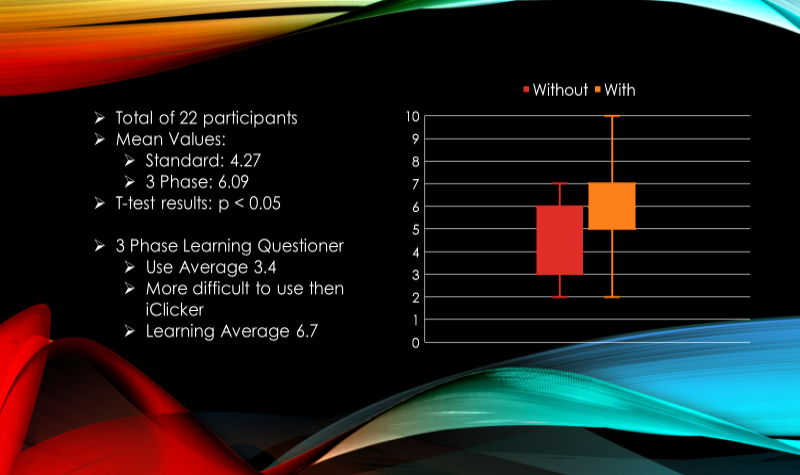 Total of 22 participants
Mean Values:
Standard: 4.27
3 Phase: 6.09
T-test results: p < 0.05
3 Phase Learning Questioner
Use Average 3.4
More difficult to use then
iClicker
Learning Average 6.7
Without With
10
9
8
7
6
5
4
3
2
1
0